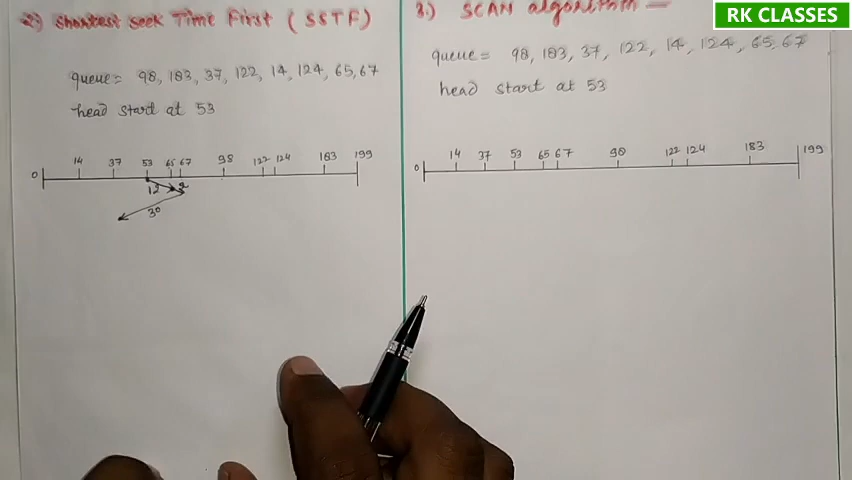 RK CLASSES
2) Shortest Seek Time First ( SSTF)
queue= 98, 183, 37, 122, 14, 124, 65, 67
head start at 53
0 14 37 53 65 67 98 122 124 183 199
12 2
30
3.) SCAN algorithm —
queue= 98, 183, 37, 122, 14, 124, 65, 67
head start at 53
0 14 37 53 65 67 98 122 124 183 199